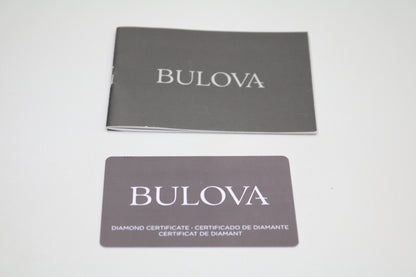 BULOVA
BULOVA
DIAMOND CERTIFICATE - CERTIFICADO DE DIAMANTE
CERTIFICAT DE DIAMANT